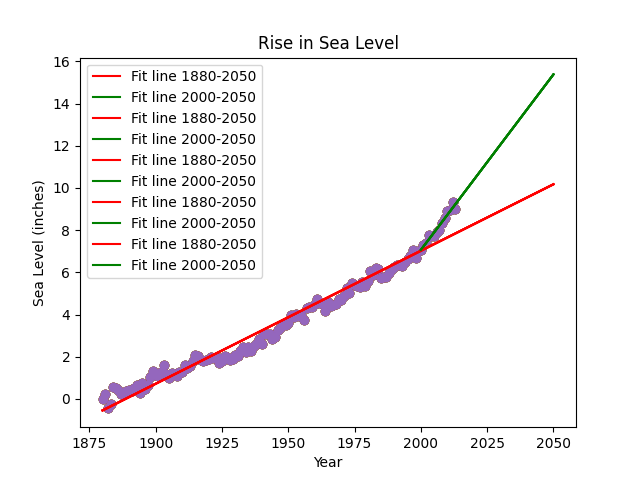 Rise in Sea Level
Fit line 1880-2050
Fit line 2000-2050
Fit line 1880-2050
Fit line 2000-2050
Fit line 1880-2050
Fit line 2000-2050
Fit line 1880-2050
Fit line 2000-2050
Fit line 1880-2050
Fit line 2000-2050
Sea Level (inches)
16
14
12
10
8
6
4
2
0
1875 1900 1925 1950 1975 2000 2025 2050
Year